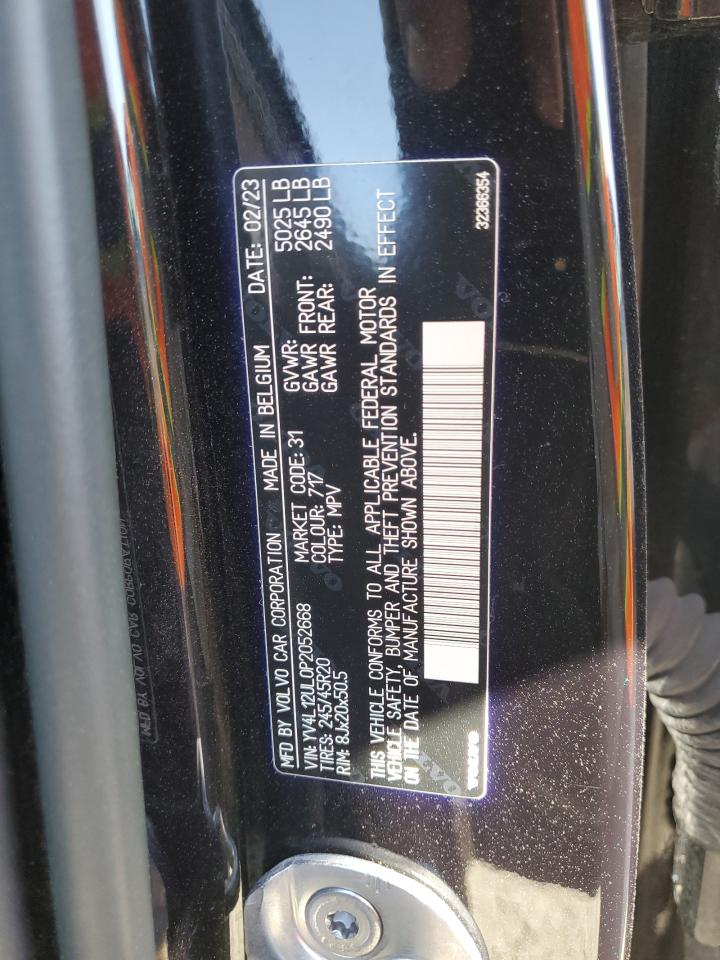 MFD BY VOLVO CAR CORPORATION MADE IN BELGIUM DATE: 02/23
VIN: YV4L12UL0P2052668 MARKET CODE: 31 GVWR: 5025 LB
TIRES: 245/45R20 COLOUR: 717 GAWR FRONT: 2645 LB
RIM: 8Jx20x50.5 TYPE: MPV GAWR REAR: 2490 LB
THIS VEHICLE CONFORMS TO ALL APPLICABLE FEDERAL MOTOR
VEHICLE SAFETY, BUMPER AND THEFT PREVENTION STANDARDS IN EFFECT
ON THE DATE OF MANUFACTURE SHOWN ABOVE.
VOLVO
32366354